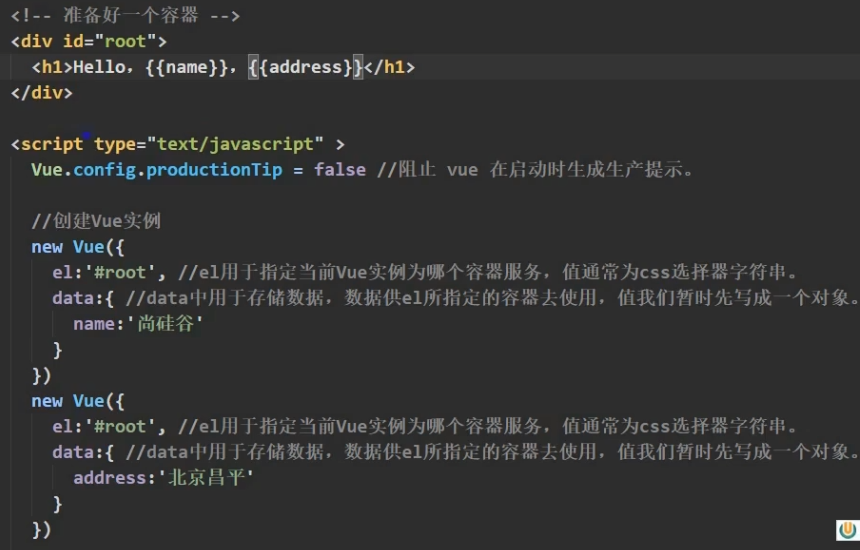 <!-- 准备好一个容器 -->
<div id="root">
  <h1>Hello，{{name}}，{{address}}</h1>
</div>

<script type="text/javascript" >
  Vue.config.productionTip = false //阻止 vue 在启动时生成生产提示。

  //创建Vue实例
  new Vue({
    el:'#root', //el用于指定当前Vue实例为哪个容器服务，值通常为css选择器字符串。
    data:{ //data中用于存储数据，数据供el所指定的容器去使用，值我们暂时先写成一个对象。
      name:'尚硅谷'
    }
  })
  new Vue({
    el:'#root', //el用于指定当前Vue实例为哪个容器服务，值通常为css选择器字符串。
    data:{ //data中用于存储数据，数据供el所指定的容器去使用，值我们暂时先写成一个对象。
      address:'北京昌平'
    }
  })